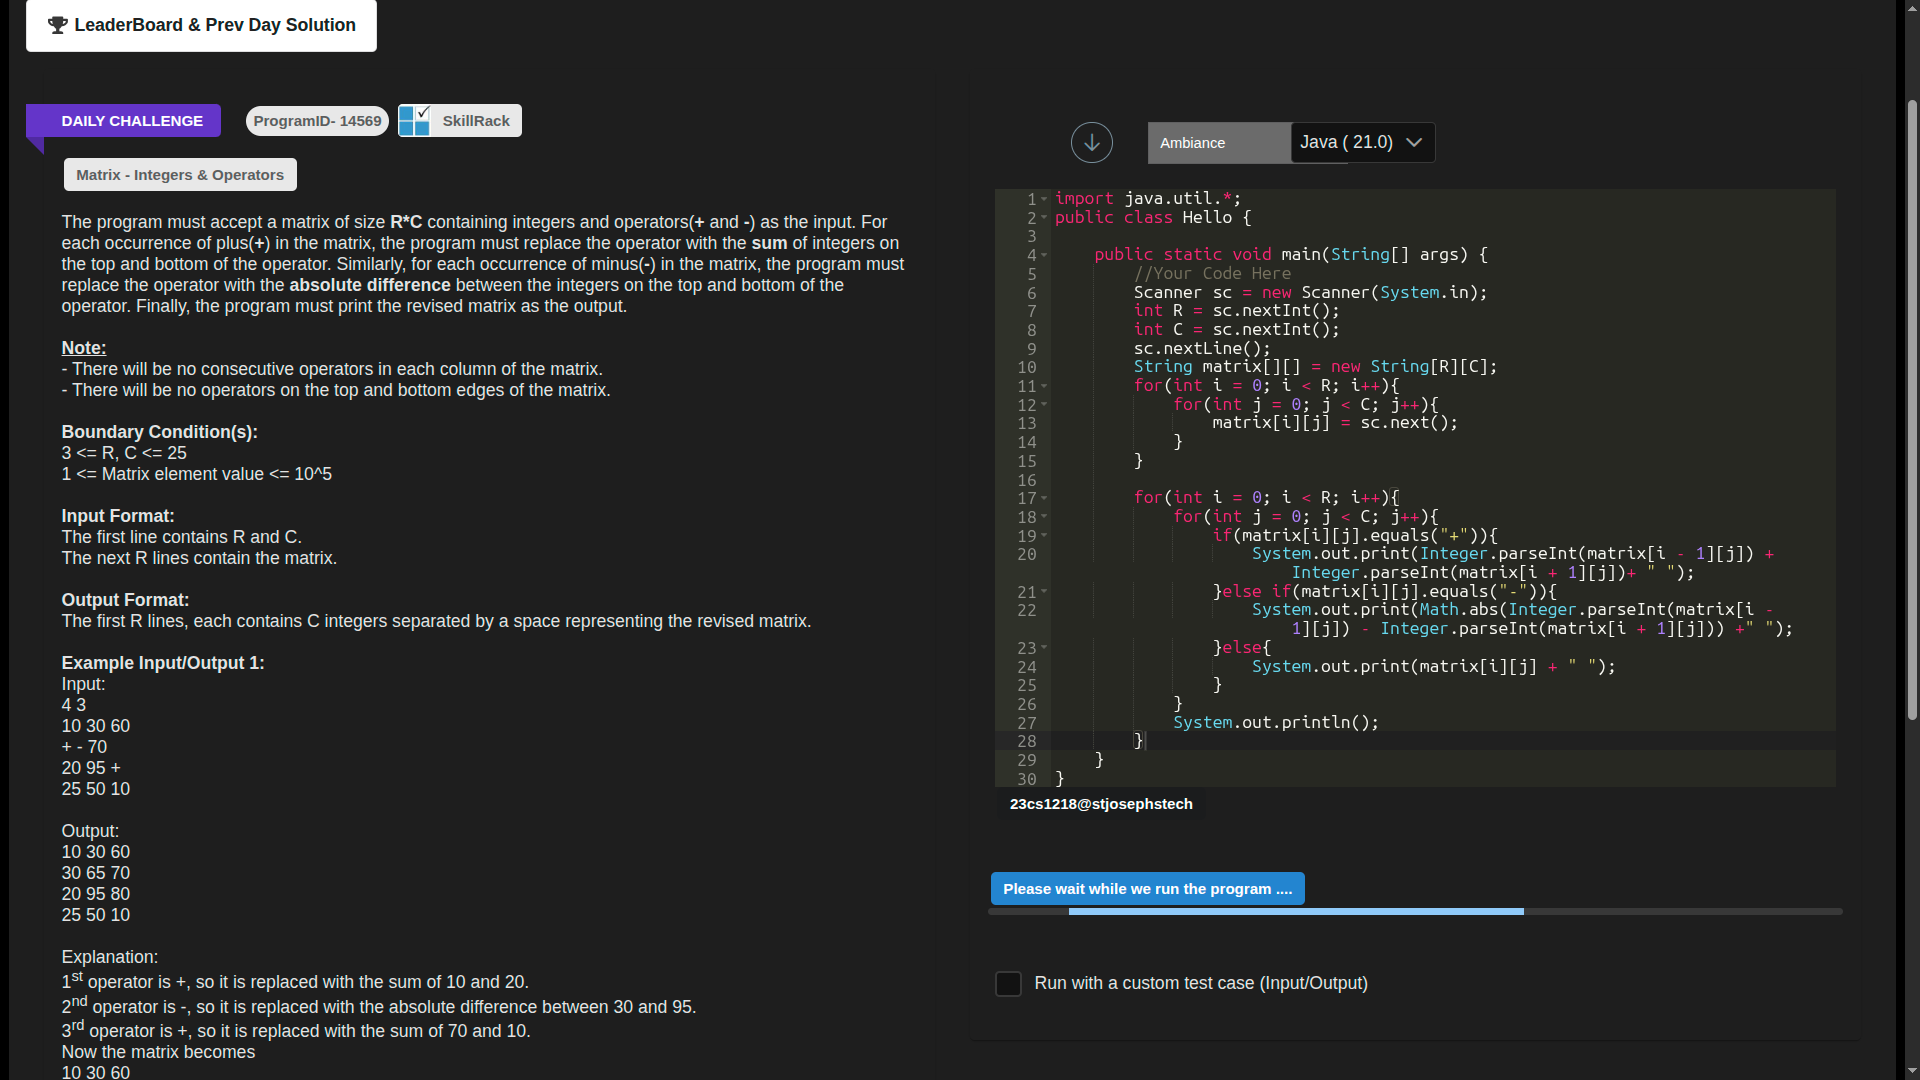 LeaderBoard & Prev Day Solution
DAILY CHALLENGE
ProgramID- 14569
SkillRack
Matrix - Integers & Operators
The program must accept a matrix of size R*C containing integers and operators(+ and -) as the input. For
each occurrence of plus(+) in the matrix, the program must replace the operator with the sum of integers on
the top and bottom of the operator. Similarly, for each occurrence of minus(-) in the matrix, the program must
replace the operator with the absolute difference between the integers on the top and bottom of the
operator. Finally, the program must print the revised matrix as the output.
Note:
- There will be no consecutive operators in each column of the matrix.
- There will be no operators on the top and bottom edges of the matrix.
Boundary Condition(s):
3 <= R, C <= 25
1 <= Matrix element value <= 10^5
Input Format:
The first line contains R and C.
The next R lines contain the matrix.
Output Format:
The first R lines, each contains C integers separated by a space representing the revised matrix.
Example Input/Output 1:
Input:
4 3
10 30 60
+ - 70
20 95 +
25 50 10
Output:
10 30 60
30 65 70
20 95 80
25 50 10
Explanation:
1st operator is +, so it is replaced with the sum of 10 and 20.
2nd operator is -, so it is replaced with the absolute difference between 30 and 95.
3rd operator is +, so it is replaced with the sum of 70 and 10.
Now the matrix becomes
10 30 60
Ambiance
Java ( 21.0)
1 import java.util.*;
2 public class Hello {
3
4     public static void main(String[] args) {
5         //Your Code Here
6         Scanner sc = new Scanner(System.in);
7         int R = sc.nextInt();
8         int C = sc.nextInt();
9         sc.nextLine();
10         String matrix[][] = new String[R][C];
11         for(int i = 0; i < R; i++){
12             for(int j = 0; j < C; j++){
13                 matrix[i][j] = sc.next();
14             }
15         }
16
17         for(int i = 0; i < R; i++){
18             for(int j = 0; j < C; j++){
19                 if(matrix[i][j].equals("+")){
20                     System.out.print(Integer.parseInt(matrix[i - 1][j]) +
Integer.parseInt(matrix[i + 1][j])+ " ");
21                 }else if(matrix[i][j].equals("-")){
22                     System.out.print(Math.abs(Integer.parseInt(matrix[i -
1][j]) - Integer.parseInt(matrix[i + 1][j])) +" ");
23                 }else{
24                     System.out.print(matrix[i][j] + " ");
25                 }
26             }
27             System.out.println();
28         }
29     }
30 }
23cs1218@stjosephstech
Please wait while we run the program ....
Run with a custom test case (Input/Output)